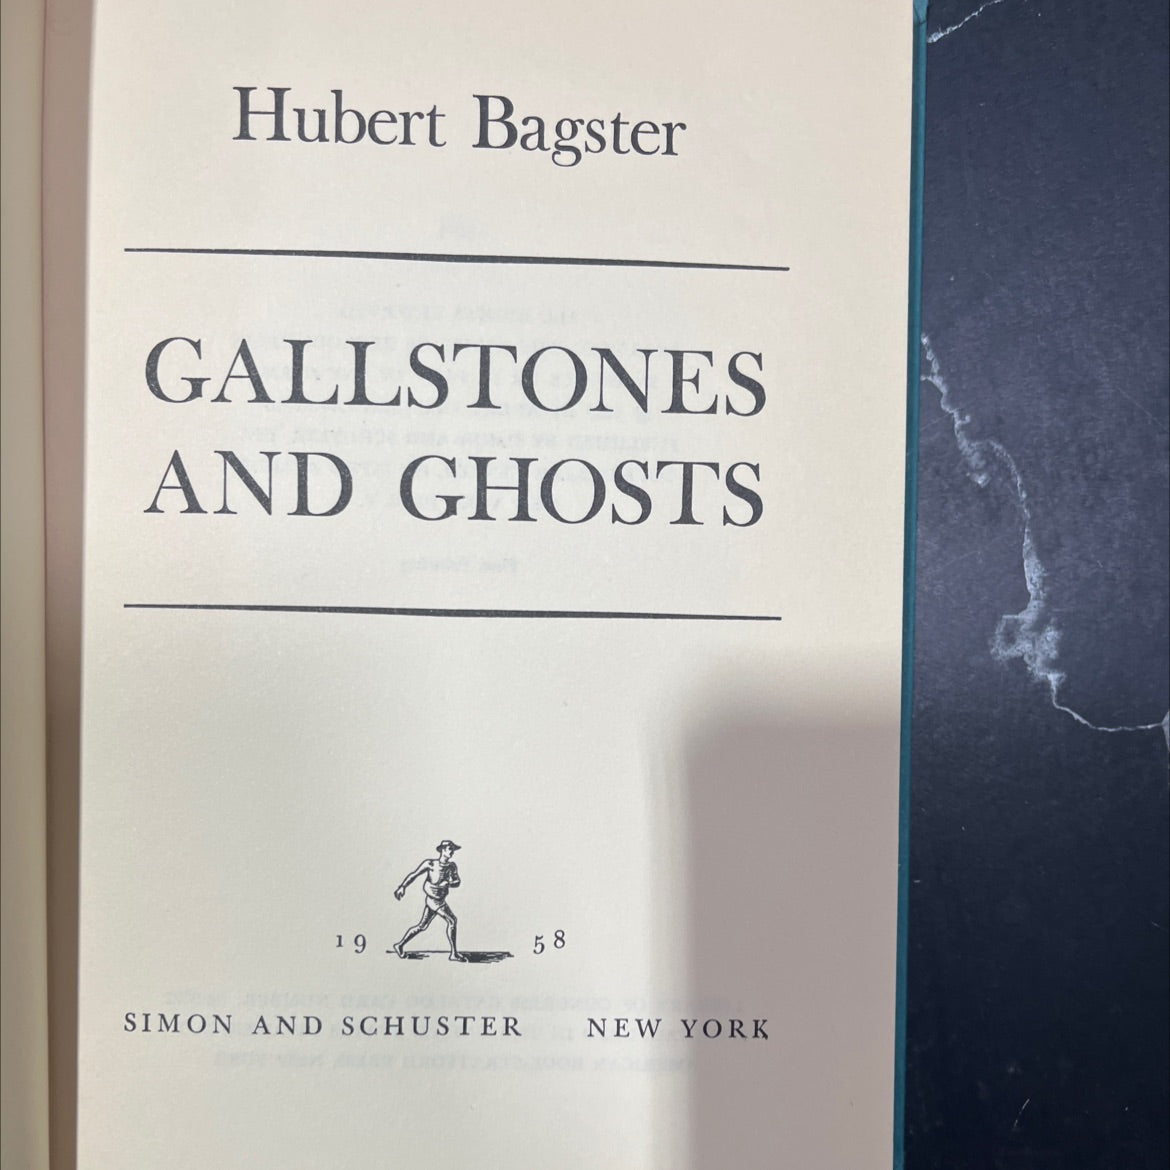 Hubert Bagster
GALLSTONES
AND GHOSTS
19 58
SIMON AND SCHUSTER NEW YORK